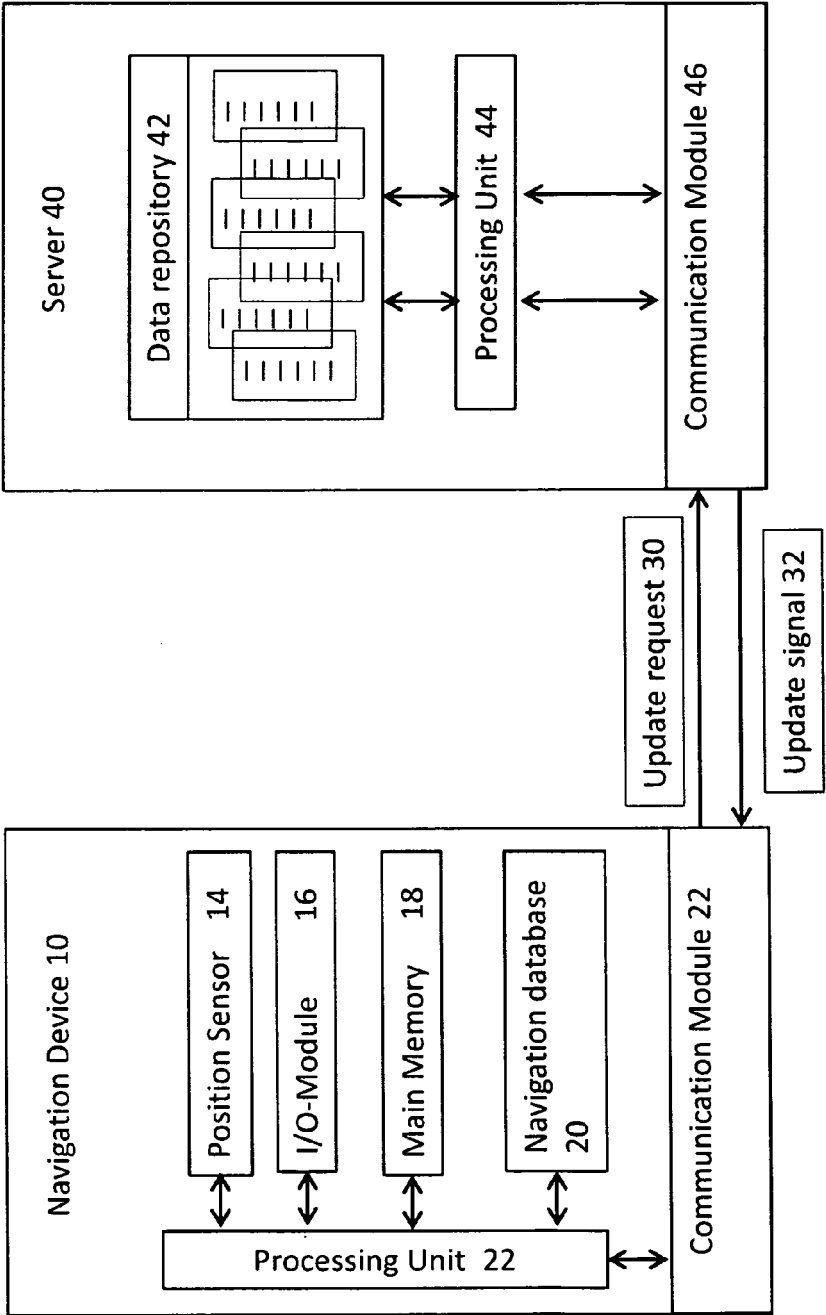 Navigation Device 10
Position Sensor 14
I/O-Module 16
Main Memory 18
Navigation database
20
Processing Unit 22
Communication Module 22
Update request 30
Update signal 32
Server 40
Data repository 42
Processing Unit 44
Communication Module 46